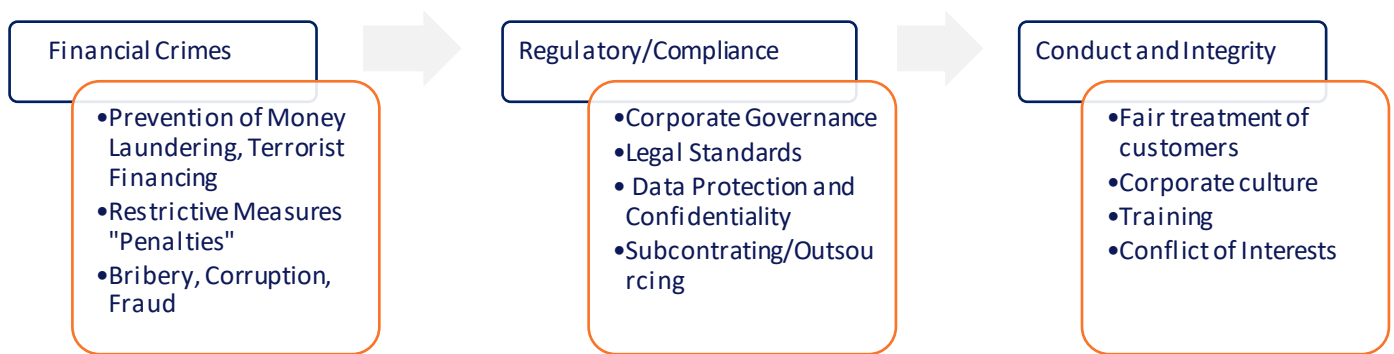 Financial Crimes
•Prevention of Money
Laundering, Terrorist
Financing
•Restrictive Measures
"Penalties"
•Bribery, Corruption,
Fraud
Regulatory/Compliance
•Corporate Governance
•Legal Standards
• Data Protection and
Confidentiality
•Subcontrating/Outsou
rcing
Conduct and Integrity
•Fair treatment of
customers
•Corporate culture
•Training
•Conflict of Interests